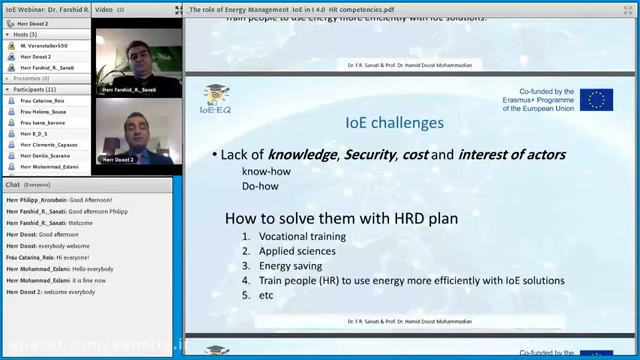 IoE Webinar: Dr. Farshid R. Sanati
Video (2)
The role of Energy Management IoE in I 4.0 HR competencies.pdf
Herr Doost 2
Hosts (3)
M. Veranstalter500
Herr Doost 2
Herr Farshid_R._Sanati
Presenters (0)
Participants (11)
Frau Catarina_Reis
Frau Helena_Sousa
Frau Ioana_barone
Herr B_D_S
Herr Clemente_Capasso
Herr Danilo_Scarano
Herr Mohammad_Eslami
Herr Farshid_R._Sanati
Herr Doost 2
Chat (Everyone)
Herr Philipp_Kronsbein: Good Afternoon!
Herr Farshid_R._Sanati: Good afternoon Philipp
Herr Farshid_R._Sanati: Welcome
Herr Doost: Good afternoon
Herr Doost: everybody welcome
Frau Catarina_Reis: Hi everyone!
Herr Mohammad_Eslami: Hello everybody
Herr Mohammad_Eslami: it is fine now
Herr Doost 2: welcome everybody
Train people to use energy more efficiently with IoE solutions.
Dr. F.R. Sanati & Prof. Dr. Hamid Doost Mohammadian
IoE-EQ
Co-funded by the
Erasmus+ Programme
of the European Union
IoE challenges
• Lack of knowledge, Security, cost and interest of actors
know-how
Do-how
How to solve them with HRD plan
1. Vocational training
2. Applied sciences
3. Energy saving
4. Train people (HR) to use energy more efficiently with IoE solutions
5. etc
Dr. F.R. Sanati & Prof. Dr. Hamid Doost Mohammadian
Co-funded by the